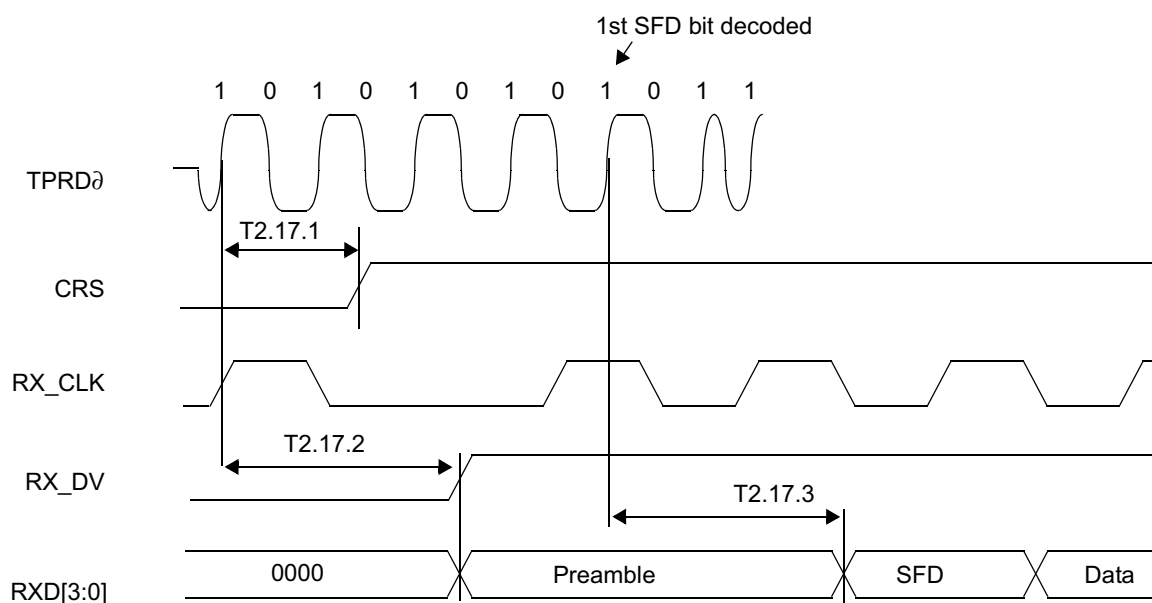 1st SFD bit decoded
1 0 1 0 1 0 1 0 1 0 1 1
TPRD∂
T2.17.1
CRS
RX_CLK
T2.17.2
RX_DV
T2.17.3
RXD[3:0]
0000 Preamble SFD Data